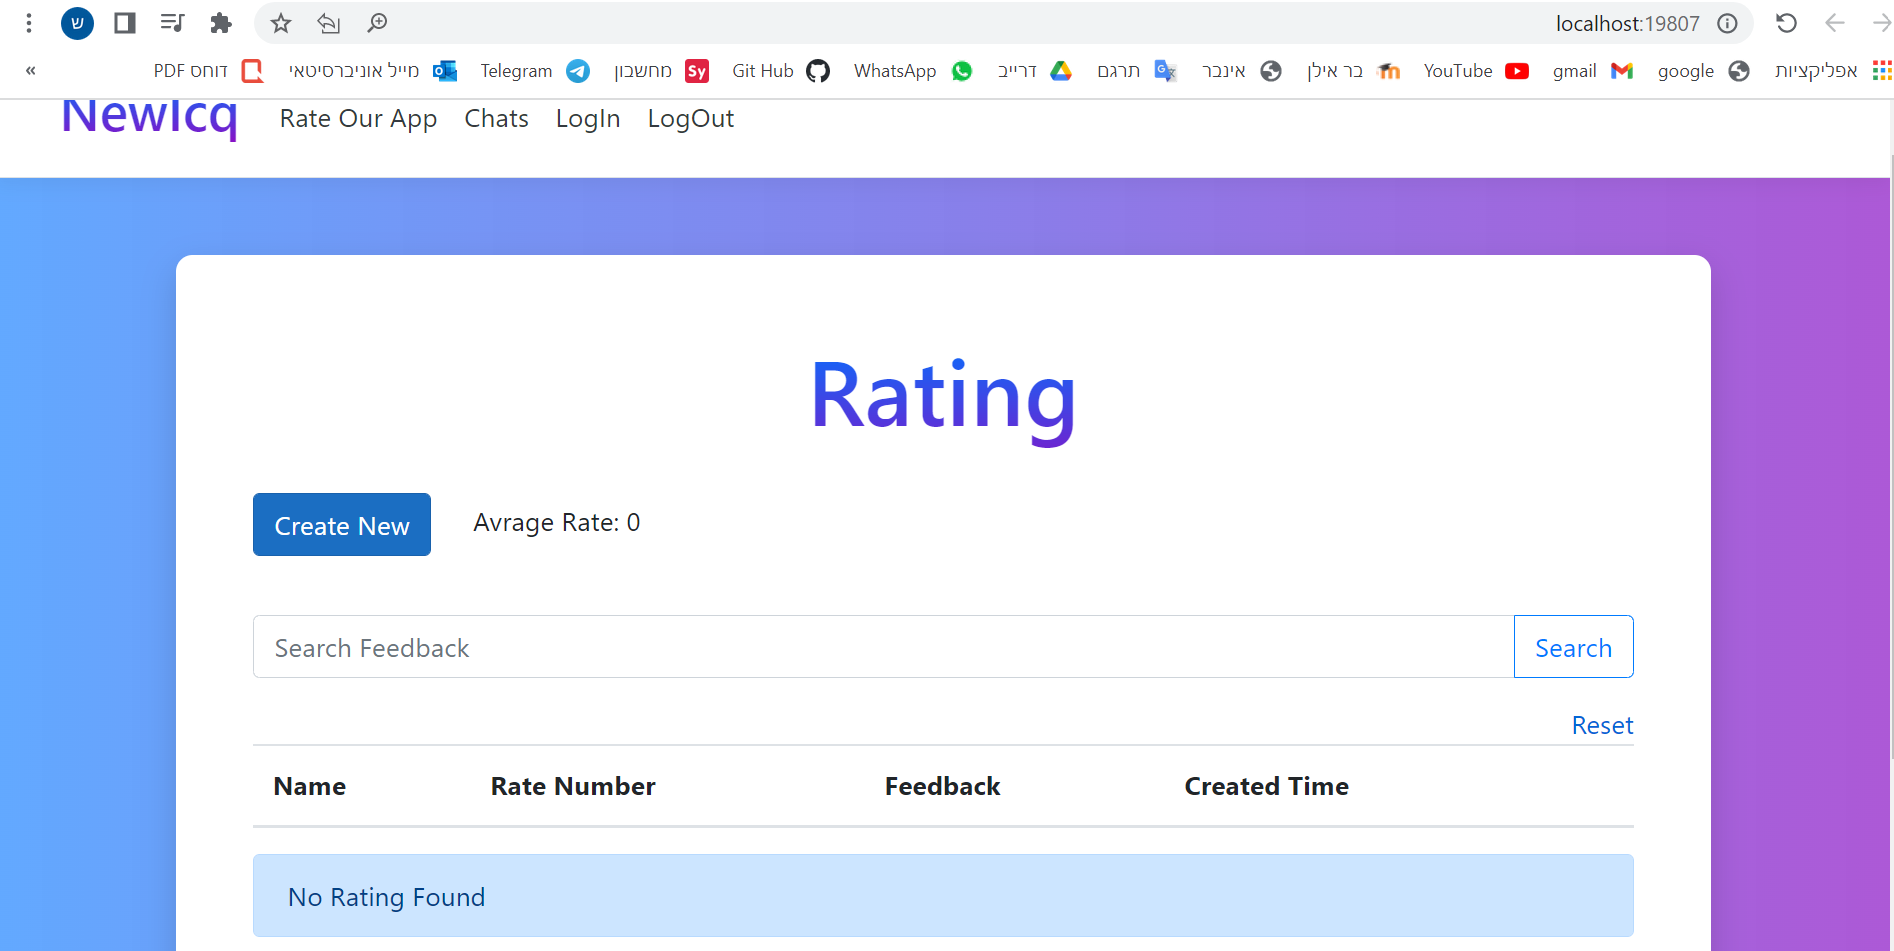 ש localhost:19807
« דוחס PDF מייל אוניברסיטאי Telegram מחשבון Git Hub WhatsApp דרייב תרגם אינבר בר אילן YouTube gmail google אפליקציות
NewIcq Rate Our App Chats LogIn LogOut
Rating
Create New Avrage Rate: 0
Search Feedback Search
Reset
Name Rate Number Feedback Created Time
No Rating Found